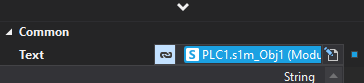 Common
Text S PLC1.s1m_Obj1 (Modu
String